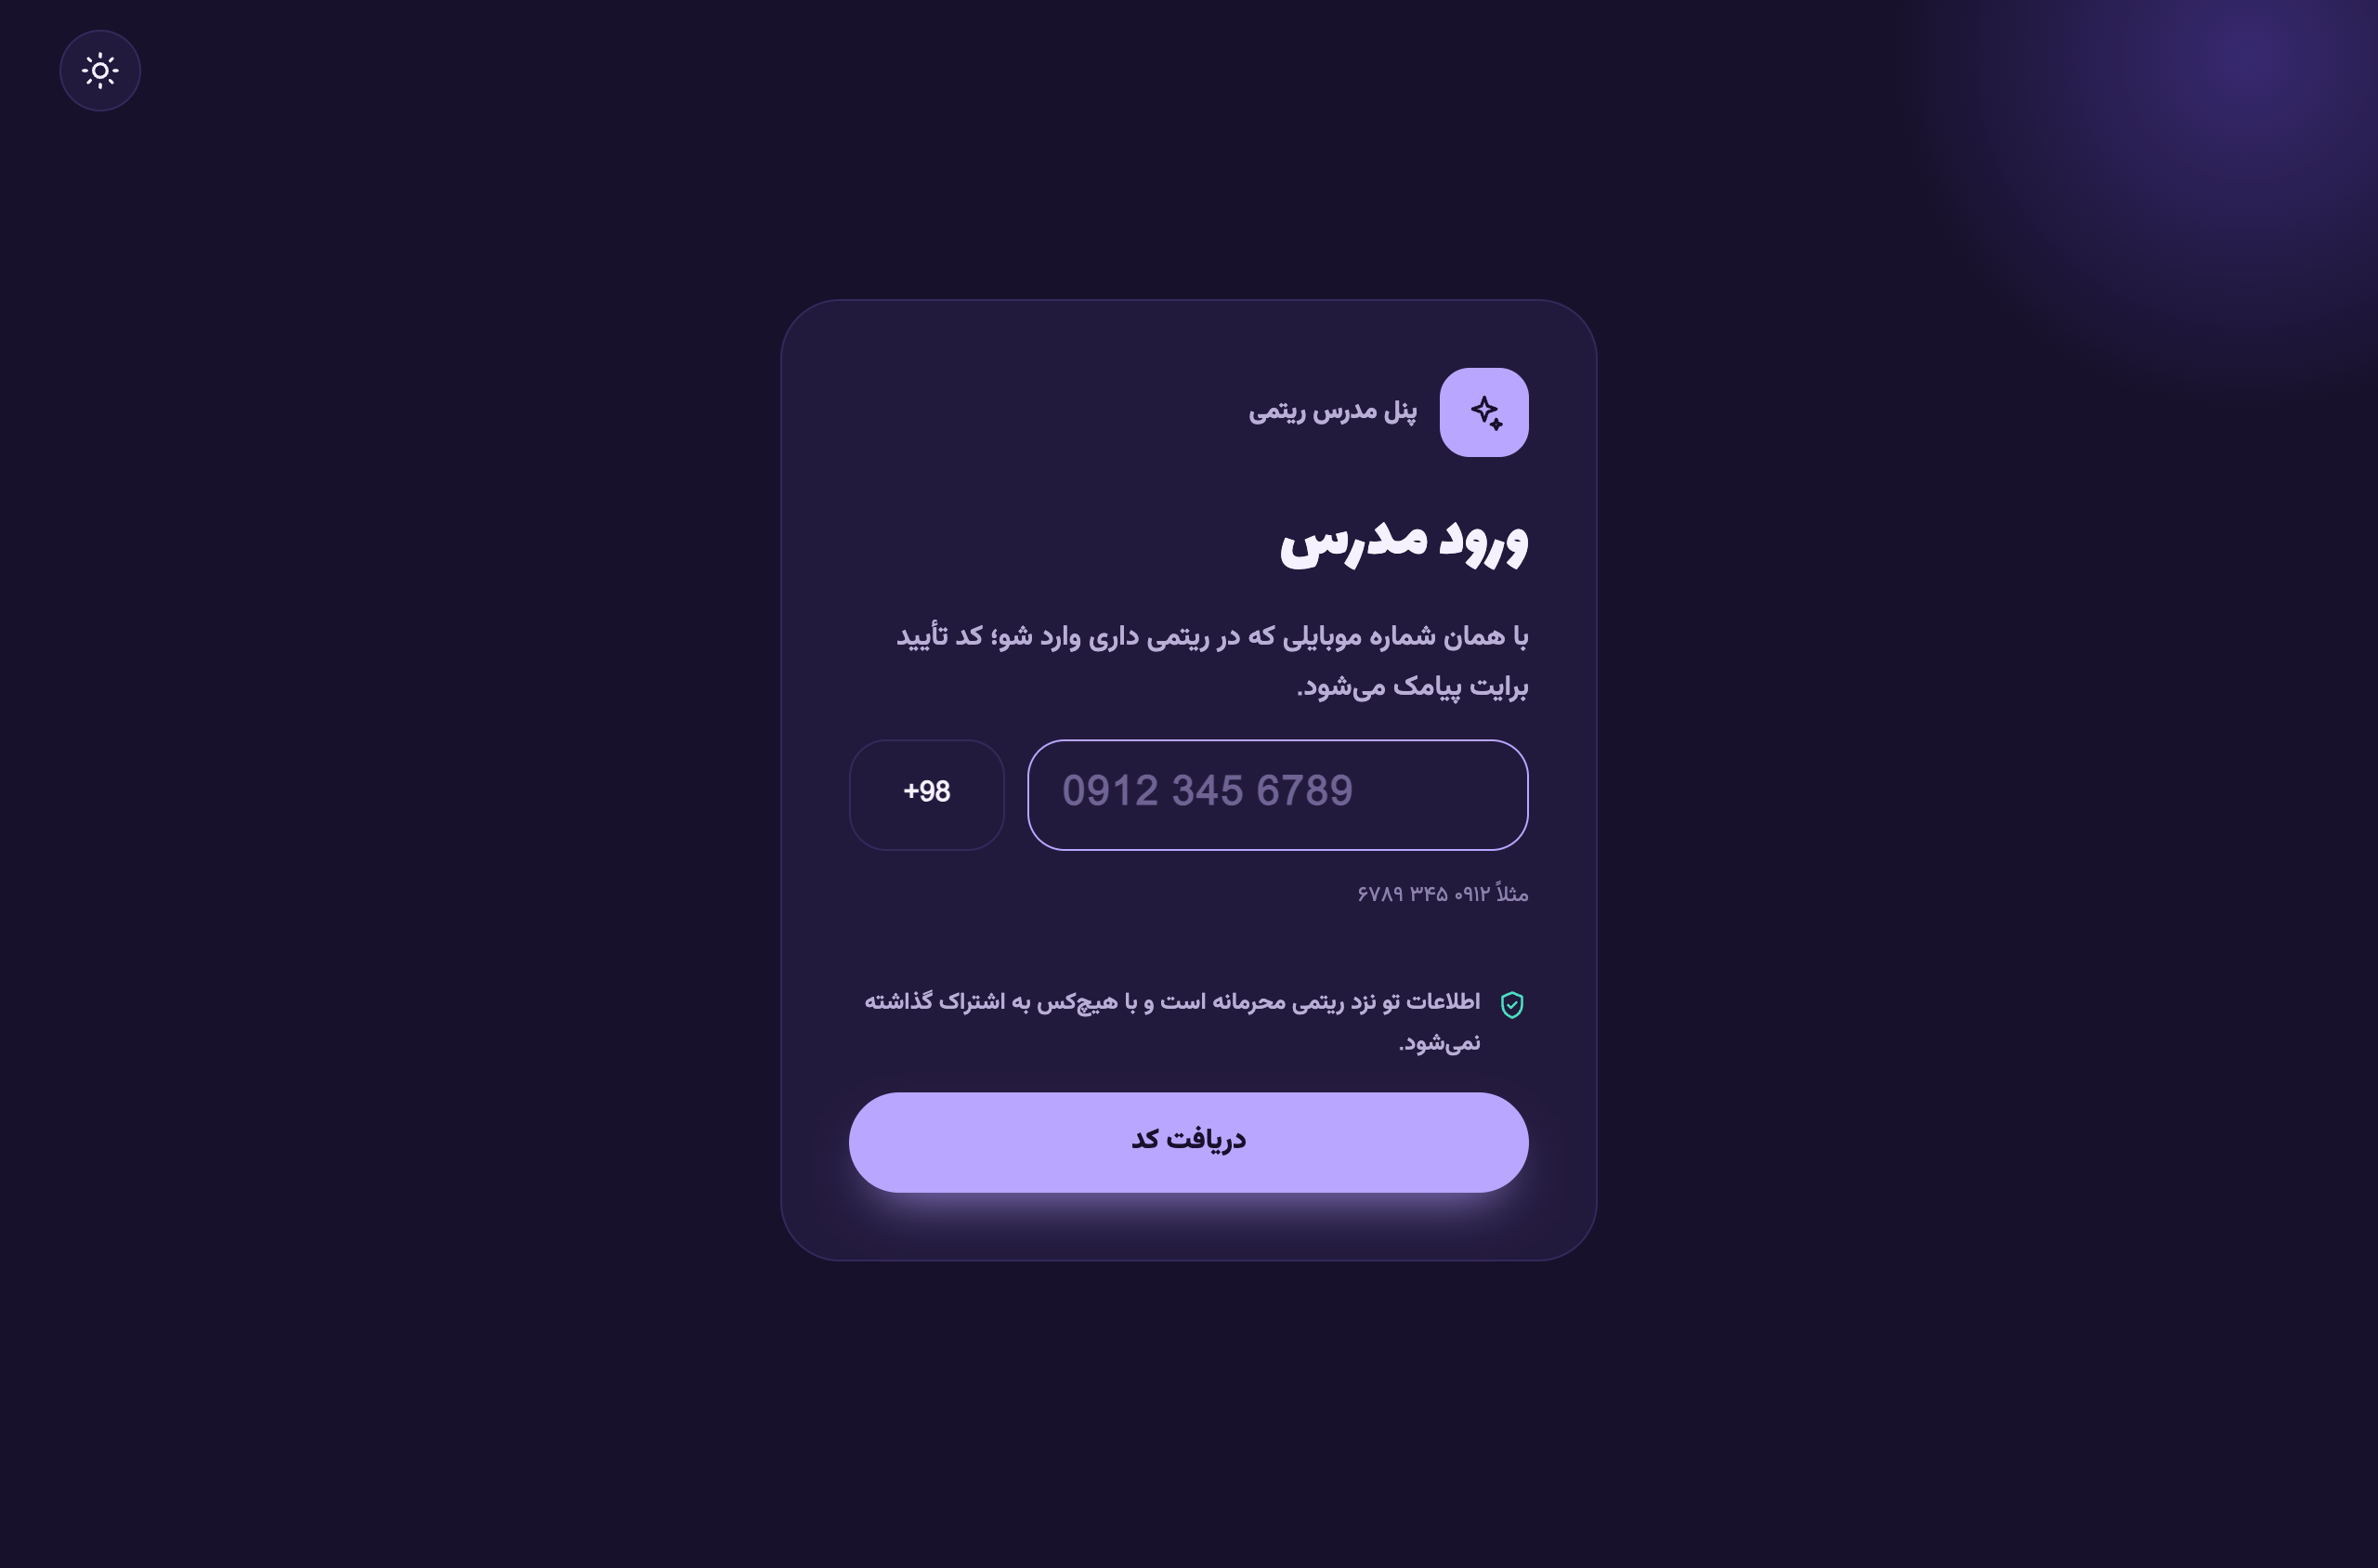 پنل مدرس ریتمی
ورود مدرس
با همان شماره موبایلی که در ریتمی داری وارد شو؛ کد تأیید
برایت پیامک می‌شود.
+98
0912 345 6789
مثلاً ۰۹۱۲ ۳۴۵ ۶۷۸۹
اطلاعات تو نزد ریتمی محرمانه است و با هیچ‌کس به اشتراک گذاشته
نمی‌شود.
دریافت کد